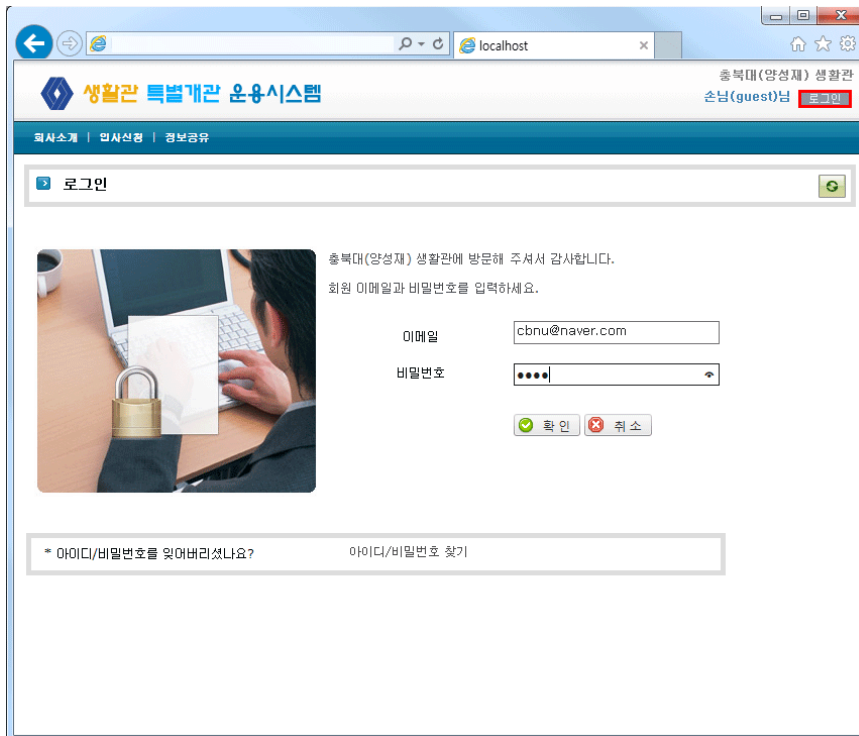 localhost
충북대(양성재) 생활관
생활관 특별개관 운용시스템
손님(guest)님 로그인
회사소개 | 입사신청 | 정보공유
로그인
충북대(양성재) 생활관에 방문해 주셔서 감사합니다.
회원 이메일과 비밀번호를 입력하세요.
이메일 cbnu@naver.com
비밀번호 ●●●●
확 인 취 소
* 아이디/비밀번호를 잊어버리셨나요? 아이디/비밀번호 찾기